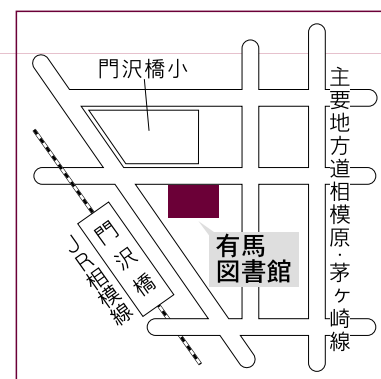 門沢橋小
主要地方道相模原・茅ヶ崎線
有馬
図書館
門沢橋
JR相模線